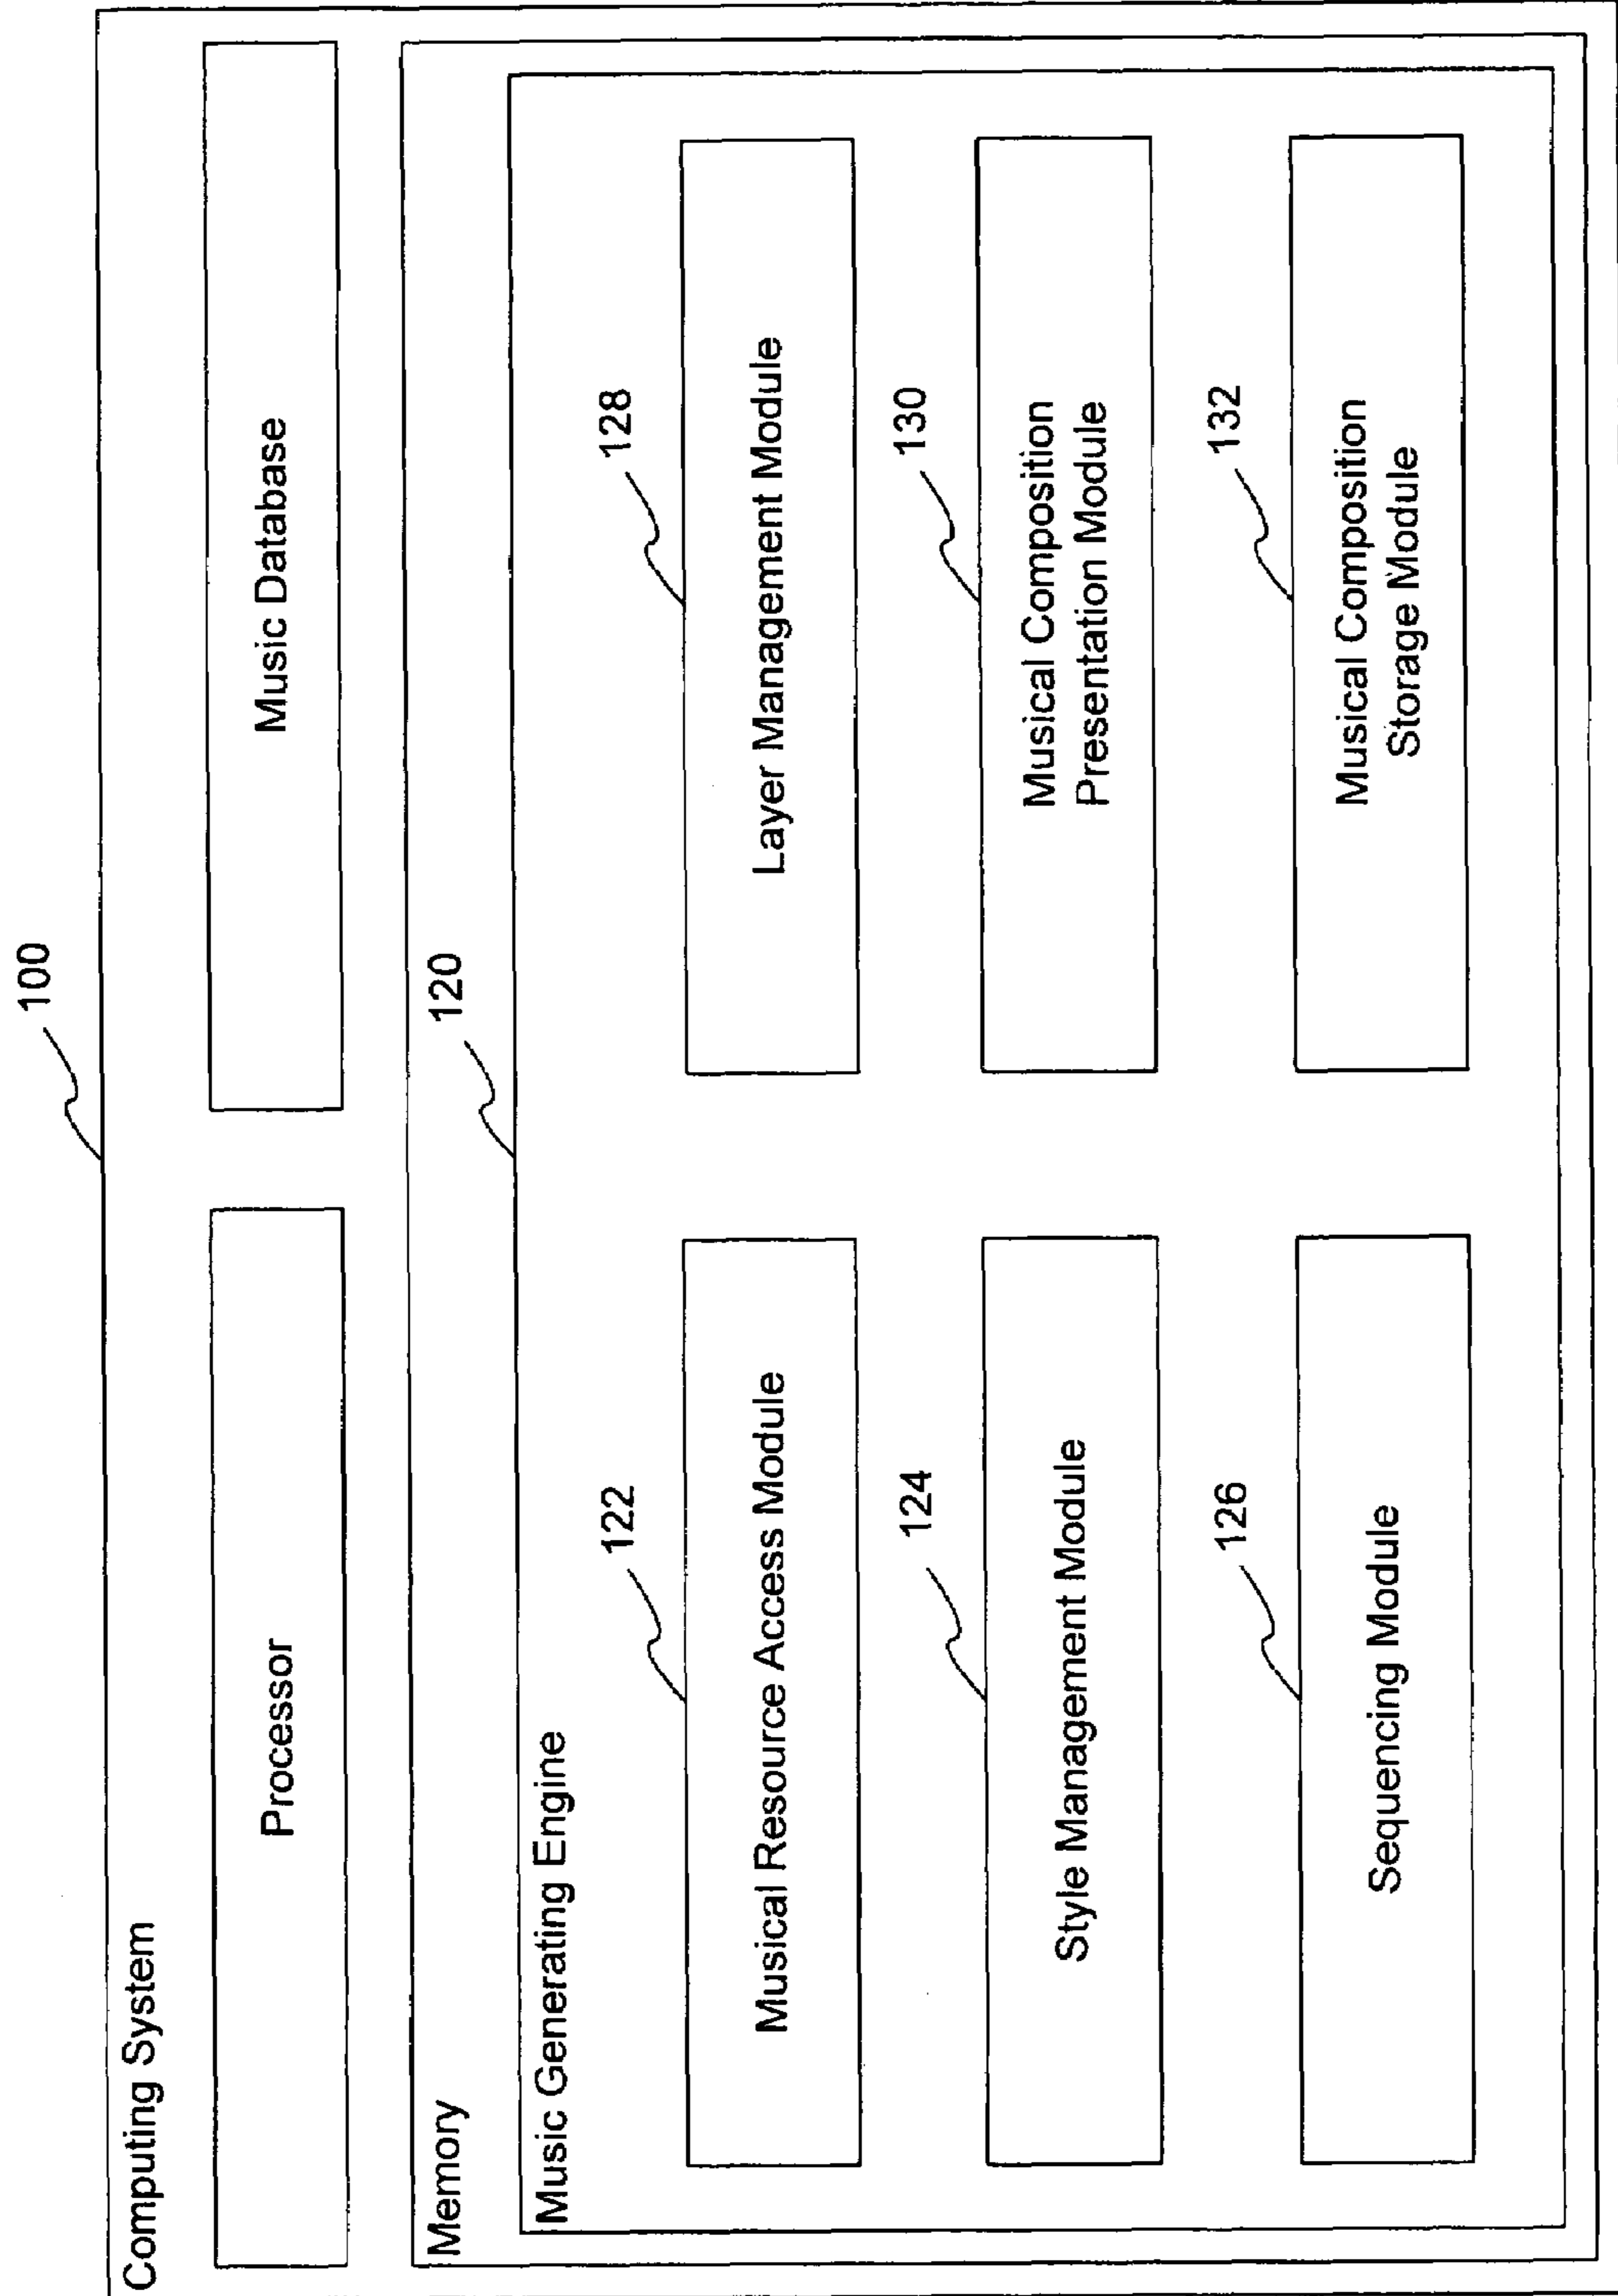 100
Computing System
Processor
Music Database
Memory
120
Music Generating Engine
122
Musical Resource Access Module
128
Layer Management Module
124
Style Management Module
130
Musical Composition
Presentation Module
126
Sequencing Module
132
Musical Composition
Storage Module